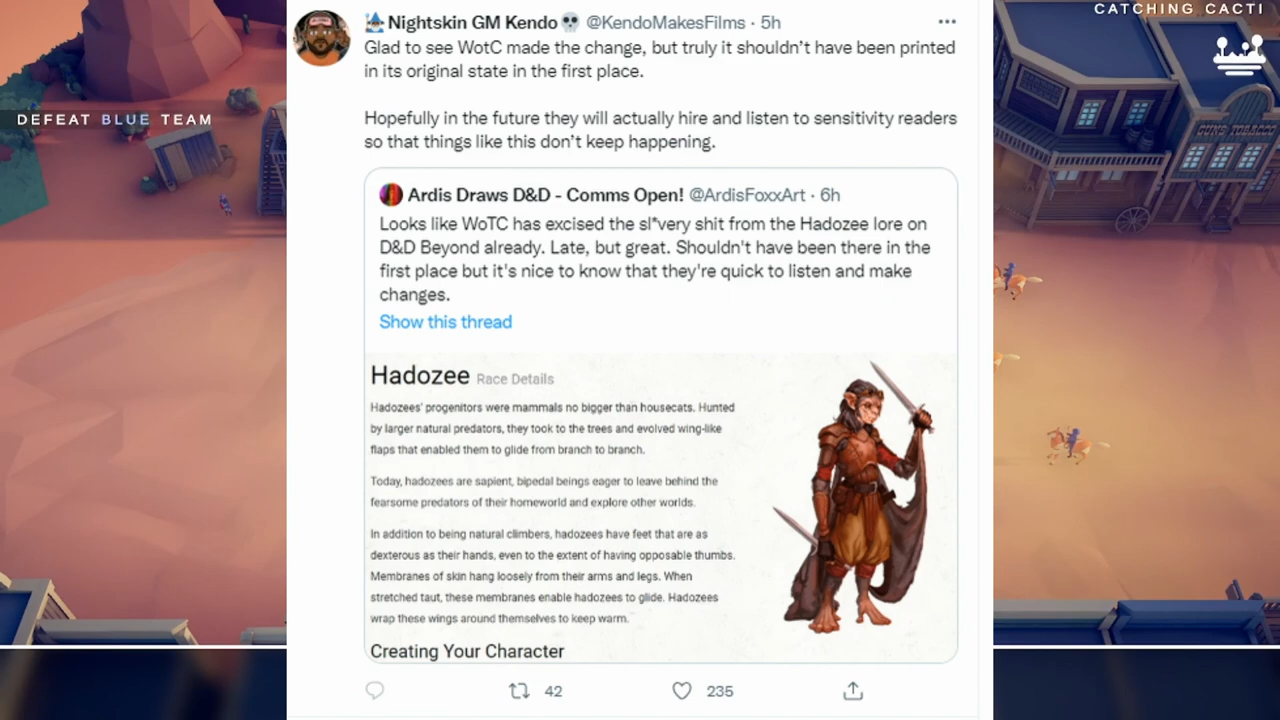 CATCHING CACTI
DEFEAT BLUE TEAM
Nightskin GM Kendo @KendoMakesFilms · 5h
Glad to see WotC made the change, but truly it shouldn’t have been printed
in its original state in the first place.
Hopefully in the future they will actually hire and listen to sensitivity readers
so that things like this don’t keep happening.
Ardis Draws D&D - Comms Open! @ArdisFoxxArt · 6h
Looks like WoTC has excised the sl*very shit from the Hadozee lore on
D&D Beyond already. Late, but great. Shouldn't have been there in the
first place but it's nice to know that they're quick to listen and make
changes.
Show this thread
Hadozee Race Details
Hadozees' progenitors were mammals no bigger than housecats. Hunted
by larger natural predators, they took to the trees and evolved wing-like
flaps that enabled them to glide from branch to branch.
Today, hadozees are sapient, bipedal beings eager to leave behind the
fearsome predators of their homeworld and explore other worlds.
In addition to being natural climbers, hadozees have feet that are as
dexterous as their hands, even to the extent of having opposable thumbs.
Membranes of skin hang loosely from their arms and legs. When
stretched taut, these membranes enable hadozees to glide. Hadozees
wrap these wings around themselves to keep warm.
Creating Your Character
42
235